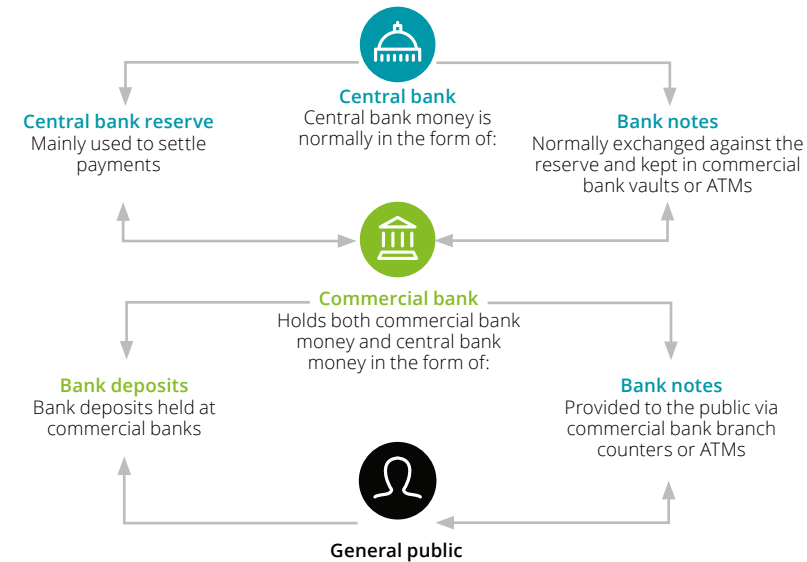 Central bank
Central bank money is
normally in the form of:
Central bank reserve
Mainly used to settle
payments
Bank notes
Normally exchanged against the
reserve and kept in commercial
bank vaults or ATMs
Commercial bank
Holds both commercial bank
money and central bank
money in the form of:
Bank deposits
Bank deposits held at
commercial banks
Bank notes
Provided to the public via
commercial bank branch
counters or ATMs
General public